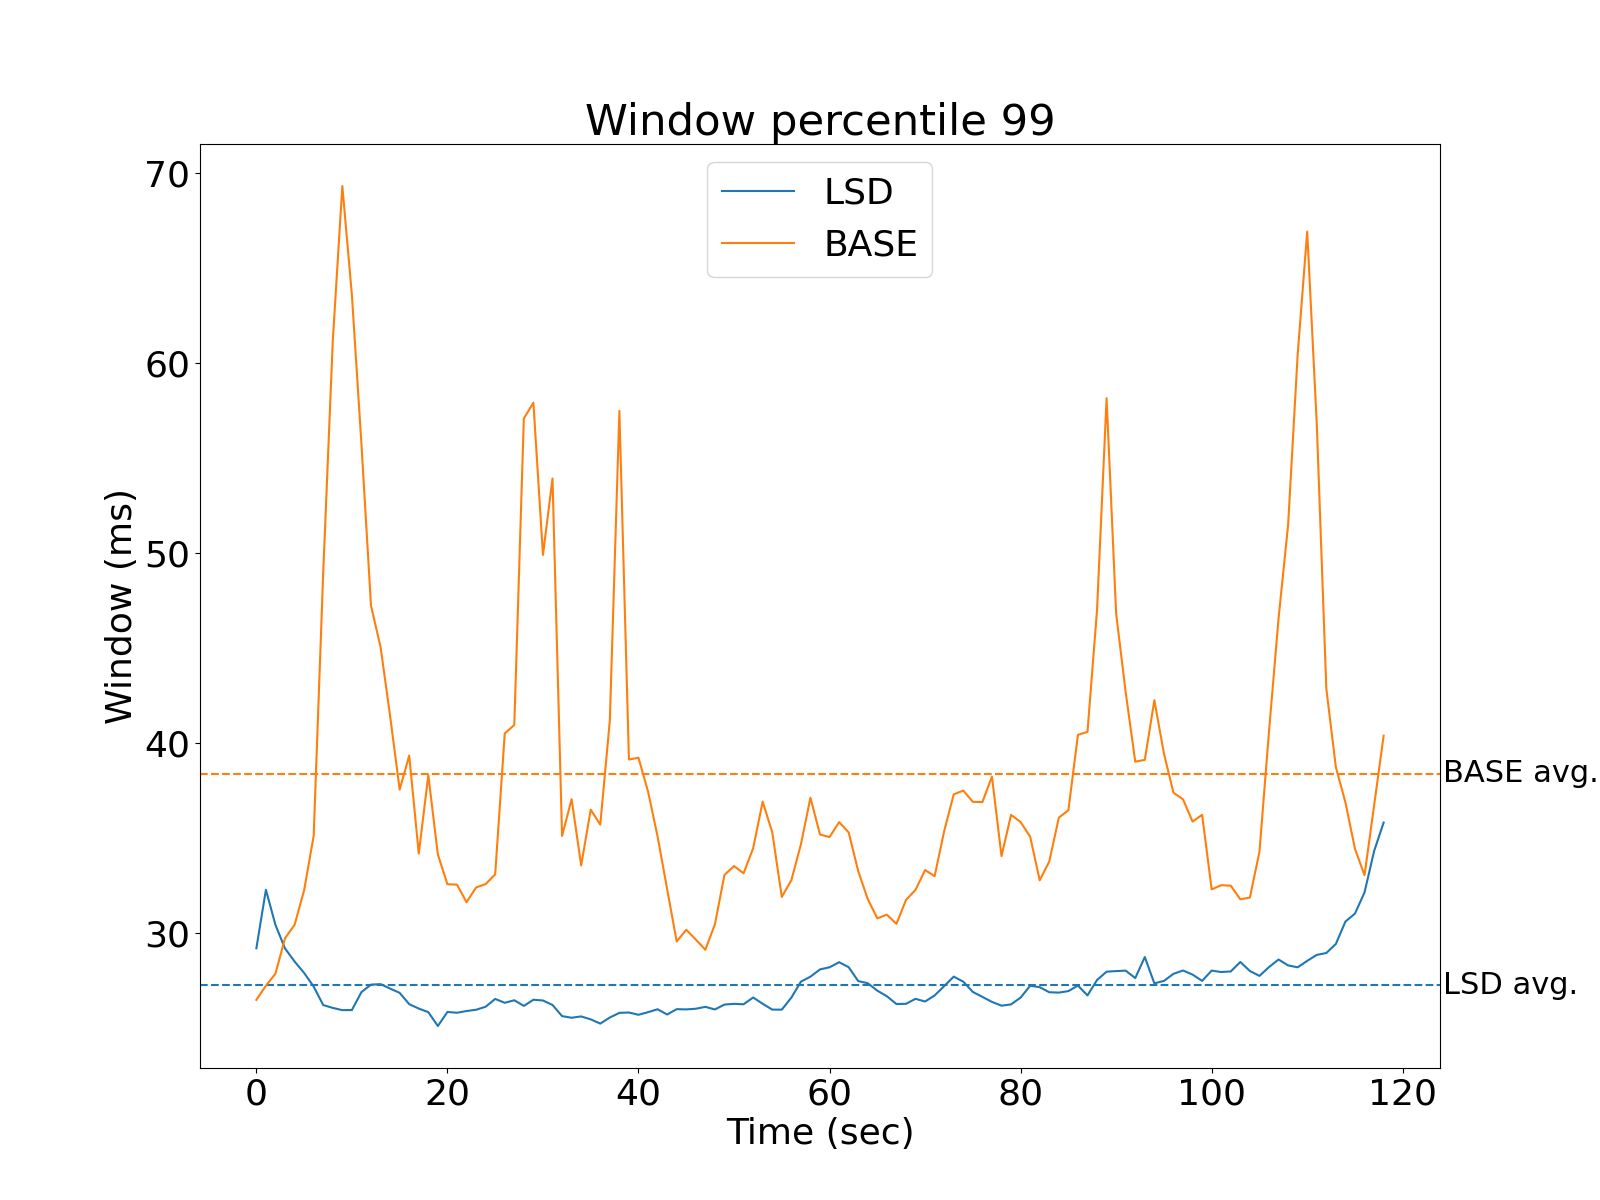 Window percentile 99
70
60
50
40
30
Window (ms)
LSD
BASE
BASE avg.
LSD avg.
0 20 40 60 80 100 120
Time (sec)